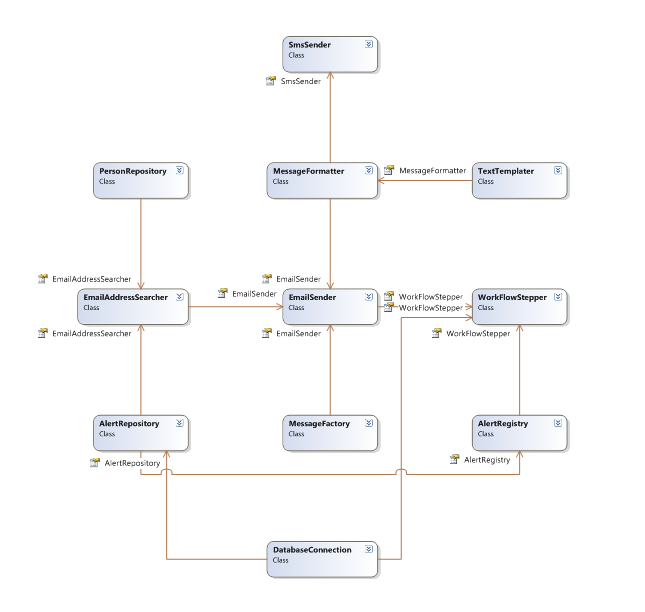 SmsSender
Class
SmsSender
PersonRepository
Class
MessageFormatter
Class
MessageFormatter
TextTemplater
Class
EmailAddressSearcher
EmailSender
EmailSender
EmailAddressSearcher
Class
EmailSender
Class
WorkFlowStepper
WorkFlowStepper
WorkFlowStepper
Class
EmailAddressSearcher
EmailSender
WorkFlowStepper
AlertRepository
Class
MessageFactory
Class
AlertRegistry
Class
AlertRepository
AlertRegistry
DatabaseConnection
Class